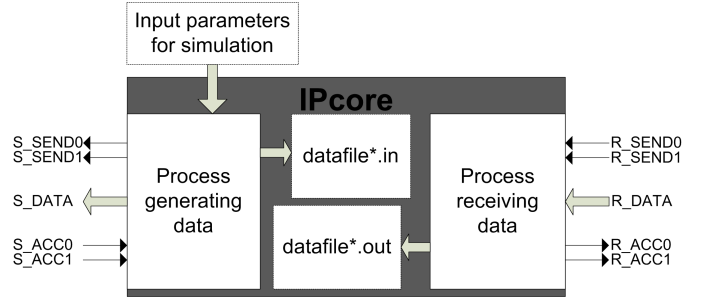 Input parameters
for simulation
IPcore
S_SEND0
S_SEND1
S_DATA
S_ACC0
S_ACC1
Process
generating
data
datafile*.in
datafile*.out
Process
receiving
data
R_SEND0
R_SEND1
R_DATA
R_ACC0
R_ACC1